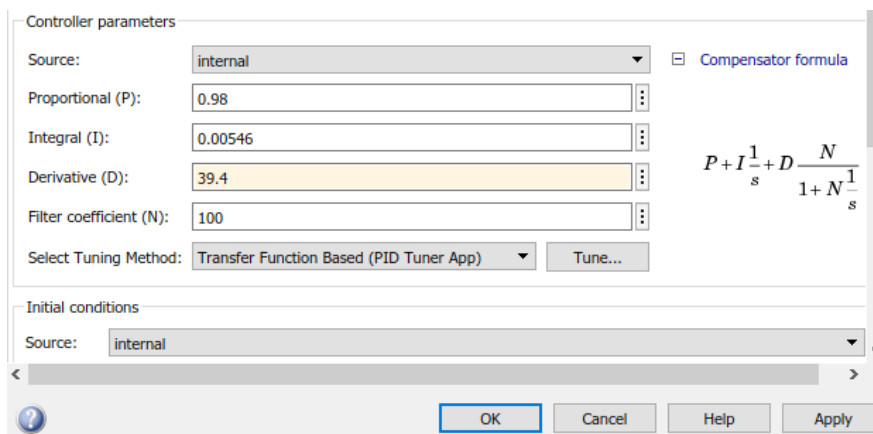 Controller parameters
Source: internal
Compensator formula
Proportional (P): 0.98
Integral (I): 0.00546
Derivative (D): 39.4
Filter coefficient (N): 100
P + I 1/s + D N/(1 + N 1/s)
Select Tuning Method: Transfer Function Based (PID Tuner App) Tune...
Initial conditions
Source: internal
? OK Cancel Help Apply